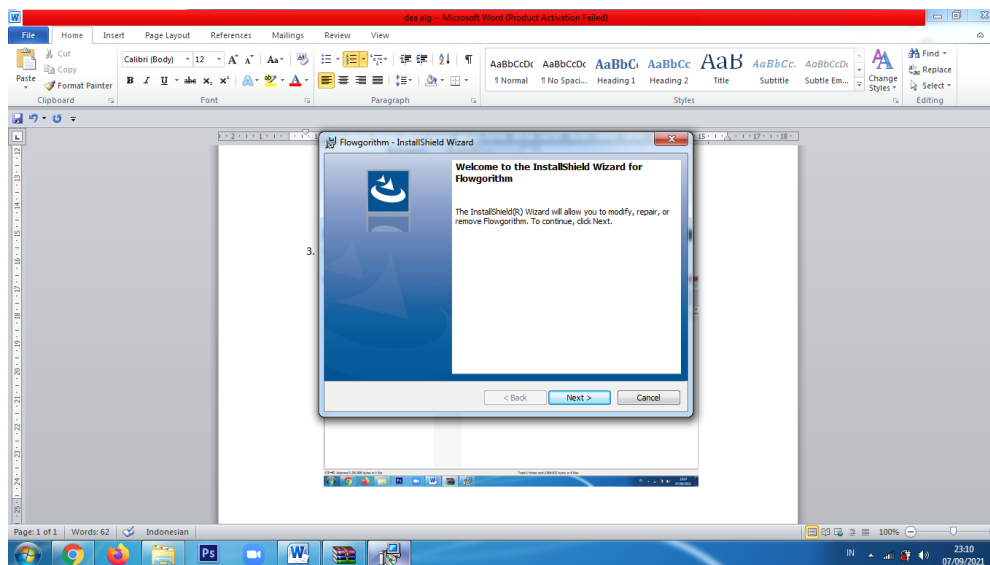 dea alg - Microsoft Word (Product Activation Failed)
File Home Insert Page Layout References Mailings Review View
Cut
Copy
Format Painter
Paste
Clipboard
Calibri (Body) 12
Font
Paragraph
AaBbCcDc AaBbCcDc AaBbC AaBbCc AaB AaBbCc. AaBbCcDc
¶ Normal ¶ No Spaci... Heading 1 Heading 2 Title Subtitle Subtle Em...
Change
Styles
Styles
Find
Replace
Select
Editing
Flowgorithm - InstallShield Wizard
Welcome to the InstallShield Wizard for
Flowgorithm
The InstallShield(R) Wizard will allow you to modify, repair, or
remove Flowgorithm. To continue, click Next.
3.
< Back Next > Cancel
Page: 1 of 1 Words: 62 Indonesian 100%
Ps
IN
23:10
07/09/2021